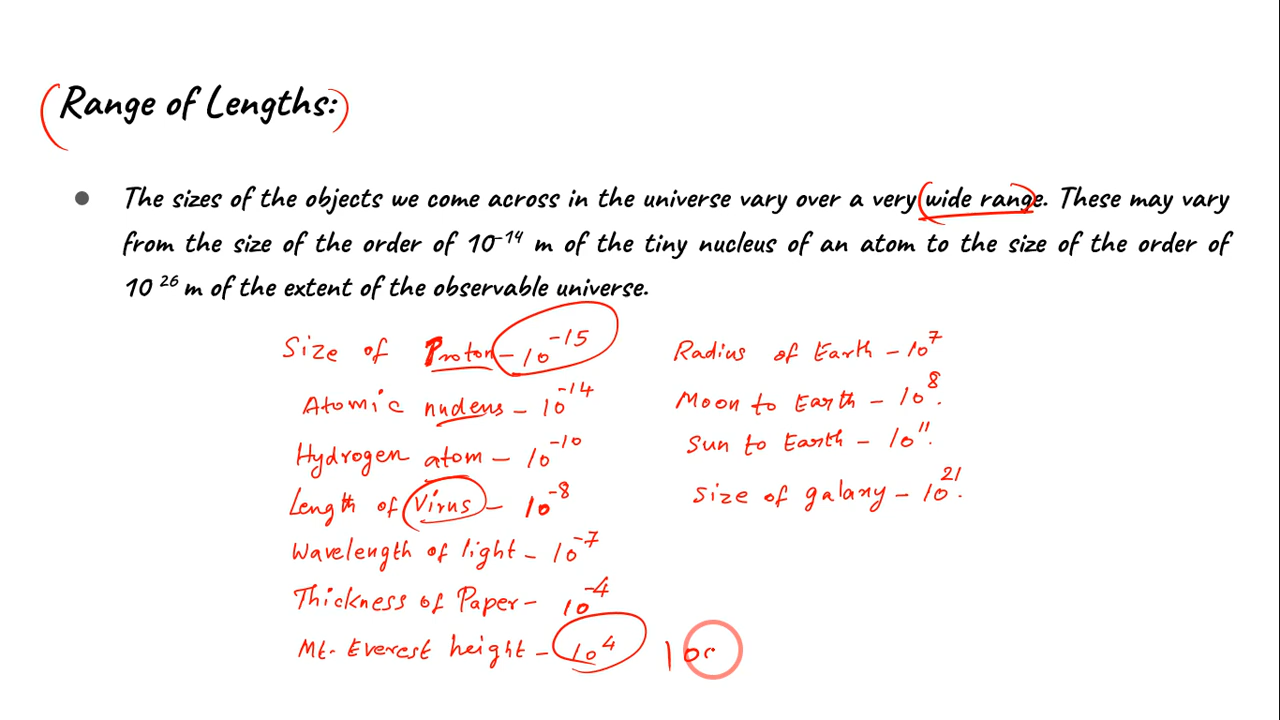 Range of Lengths:
The sizes of the objects we come across in the universe vary over a very wide range. These may vary
from the size of the order of 10⁻¹⁴ m of the tiny nucleus of an atom to the size of the order of
10 ²⁶ m of the extent of the observable universe.
Size of Proton – 10⁻¹⁵
Atomic nucleus – 10⁻¹⁴
Hydrogen atom – 10⁻¹⁰
Length of Virus – 10⁻⁸
Wavelength of light – 10⁻⁷
Thickness of Paper – 10⁻⁴
Mt. Everest height – 10⁴ 100
Radius of Earth – 10⁷
Moon to Earth – 10⁸.
Sun to Earth – 10¹¹.
Size of galaxy – 10²¹.